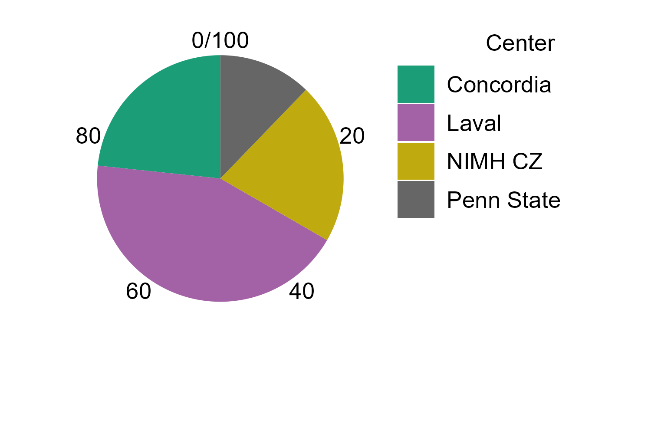 0/100
20
40
60
80
Center
Concordia
Laval
NIMH CZ
Penn State